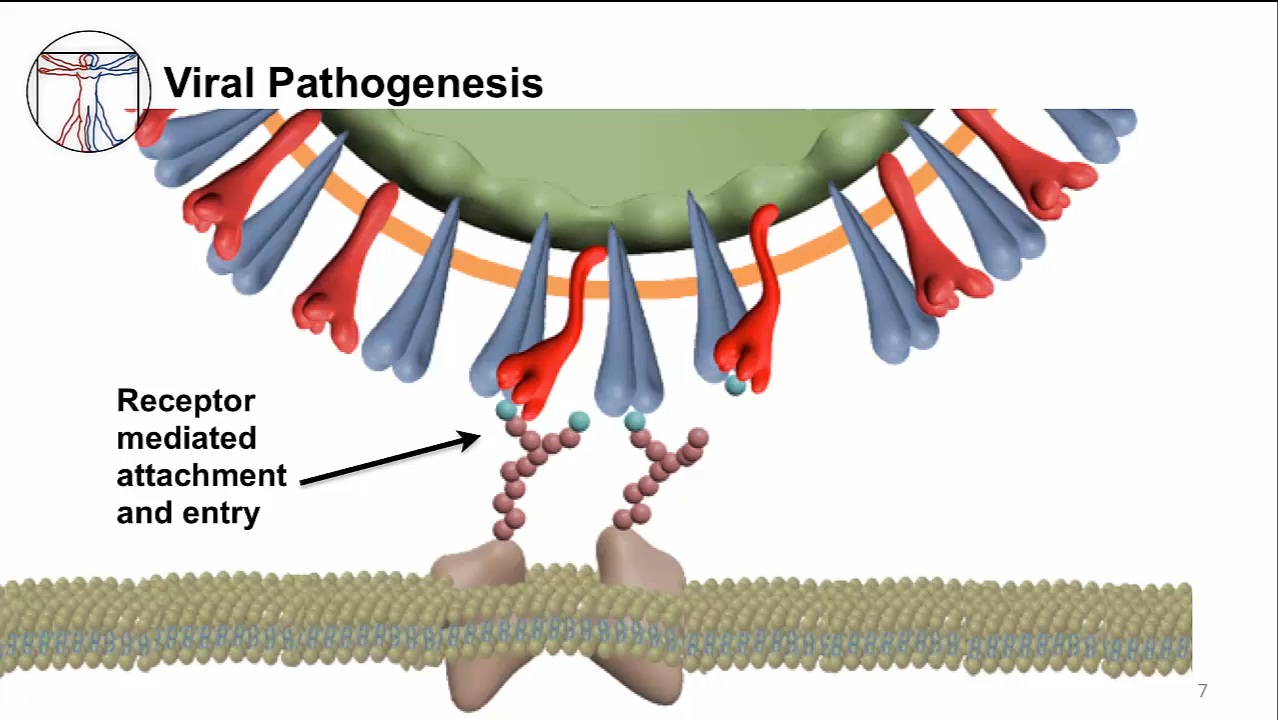 Viral Pathogenesis
Receptor
mediated
attachment
and entry
7